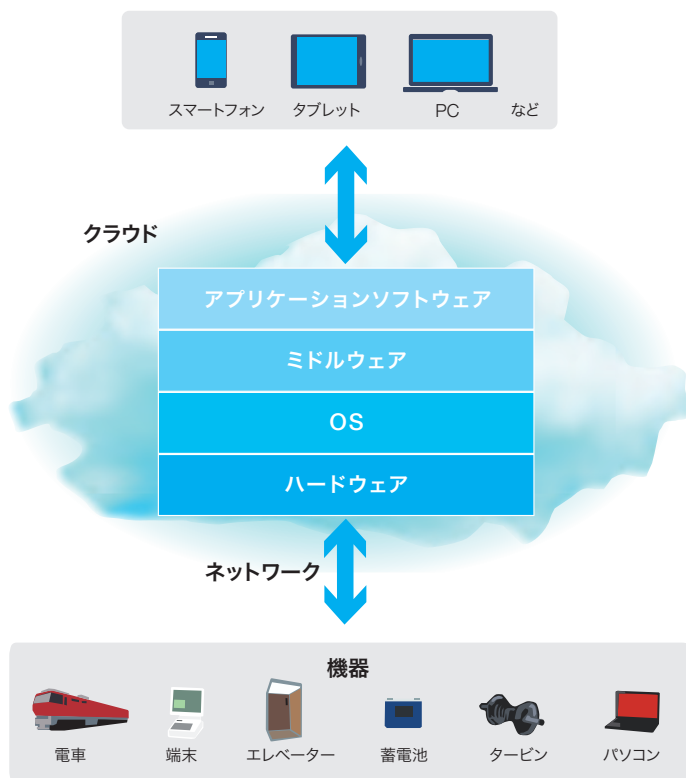 スマートフォン タブレット PC など
クラウド
アプリケーションソフトウェア
ミドルウェア
OS
ハードウェア
ネットワーク
機器
電車 端末 エレベーター 蓄電池 タービン パソコン